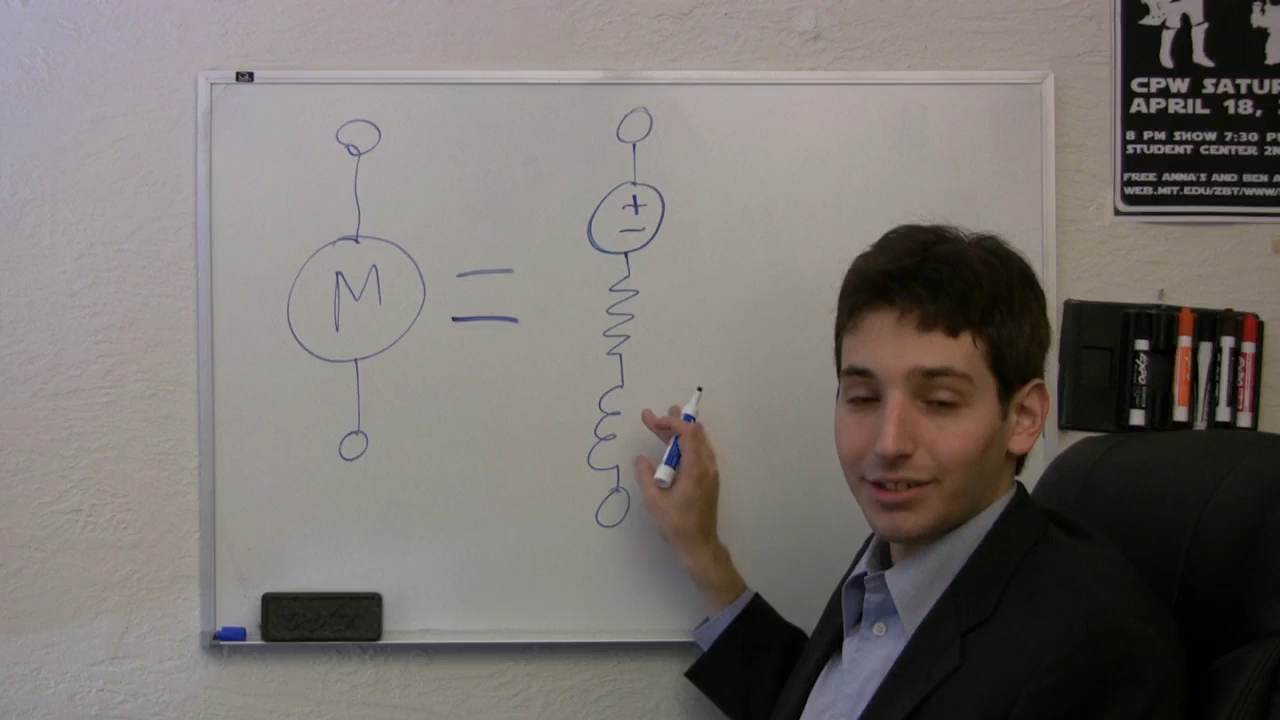 M
=
+
−
CPW SATUR
APRIL 18,
8 PM SHOW 7:30 P
STUDENT CENTER 2N
FREE ANNA'S AND BEN A
WEB.MIT.EDU/ZBT/WWW/
EXPO